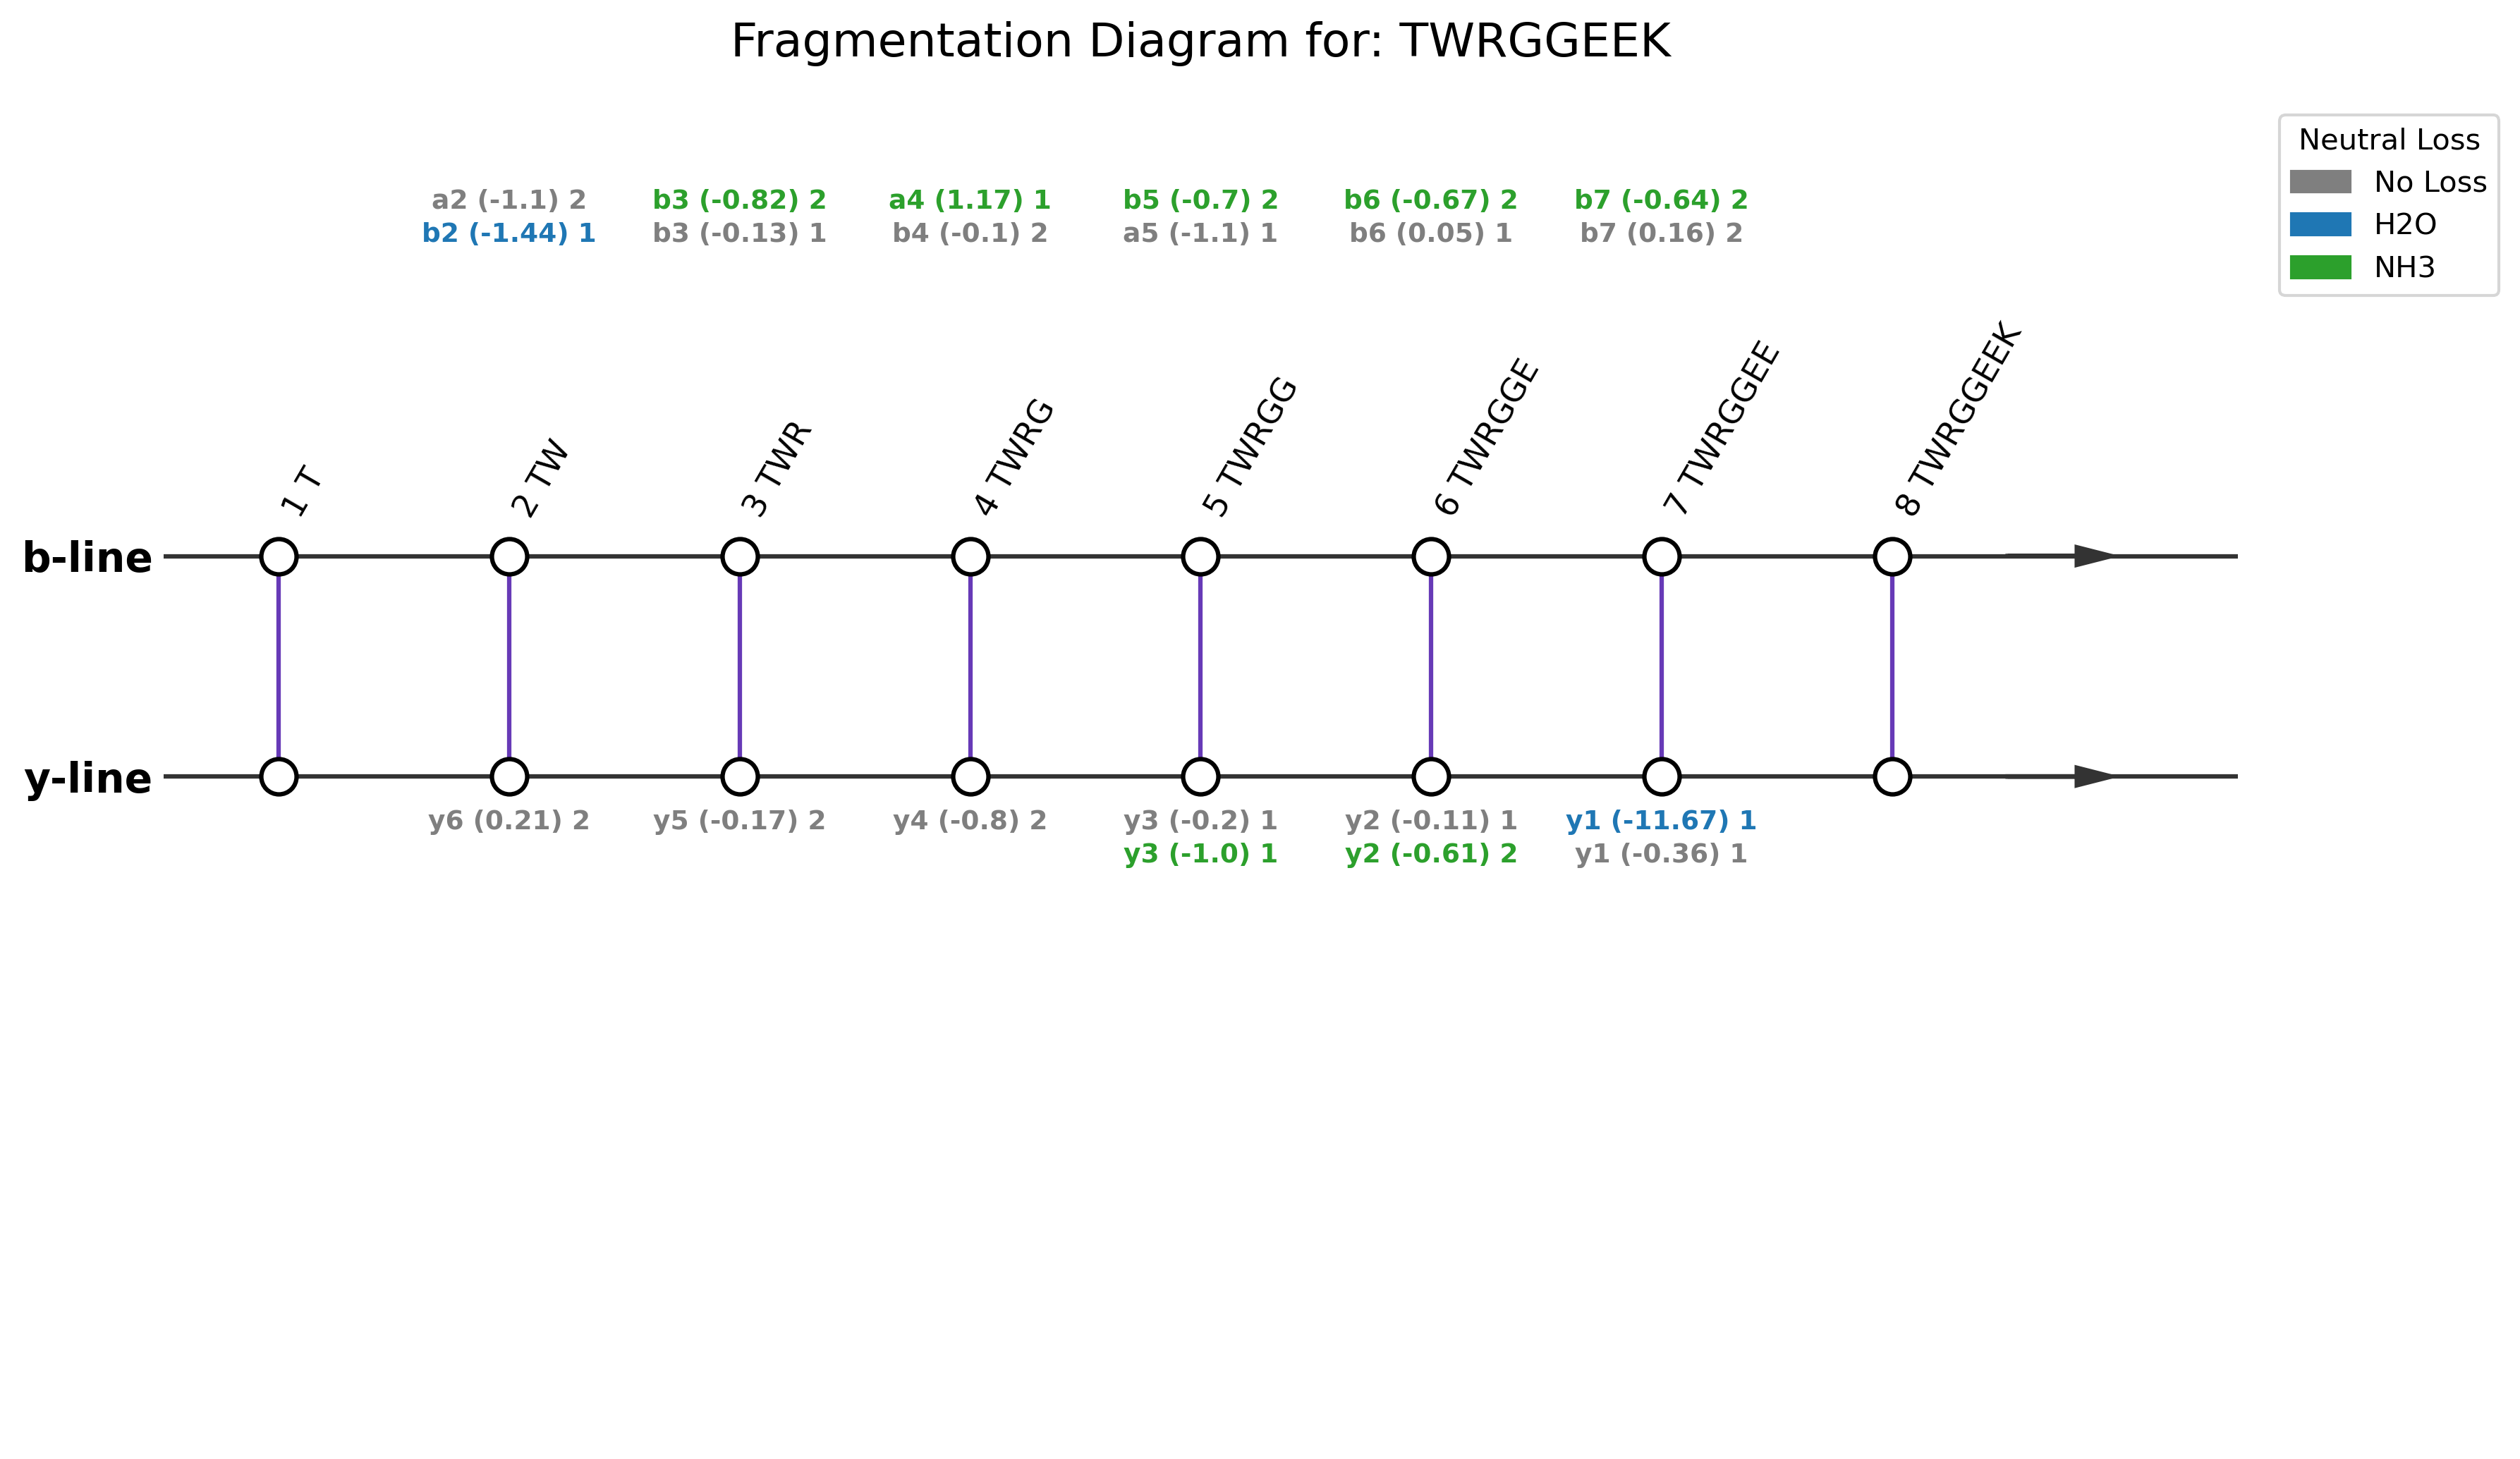 Fragmentation Diagram for: TWRGGEEK
Neutral Loss
No Loss
H2O
NH3
a2 (-1.1) 2
b2 (-1.44) 1
b3 (-0.82) 2
b3 (-0.13) 1
a4 (1.17) 1
b4 (-0.1) 2
b5 (-0.7) 2
a5 (-1.1) 1
b6 (-0.67) 2
b6 (0.05) 1
b7 (-0.64) 2
b7 (0.16) 2
1 T
2 TW
3 TWR
4 TWRG
5 TWRGG
6 TWRGGE
7 TWRGGEE
8 TWRGGEEK
b-line
y-line
y6 (0.21) 2
y5 (-0.17) 2
y4 (-0.8) 2
y3 (-0.2) 1
y3 (-1.0) 1
y2 (-0.11) 1
y2 (-0.61) 2
y1 (-11.67) 1
y1 (-0.36) 1